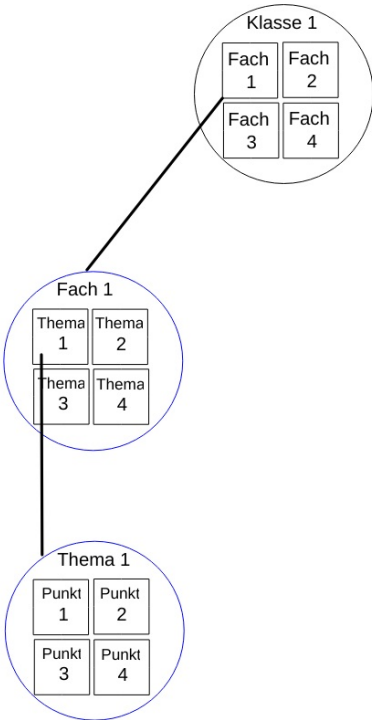 Klasse 1
Fach Fach
1 2
Fach Fach
3 4
Fach 1
Thema Thema
1 2
Thema Thema
3 4
Thema 1
Punkt Punkt
1 2
Punkt Punkt
3 4